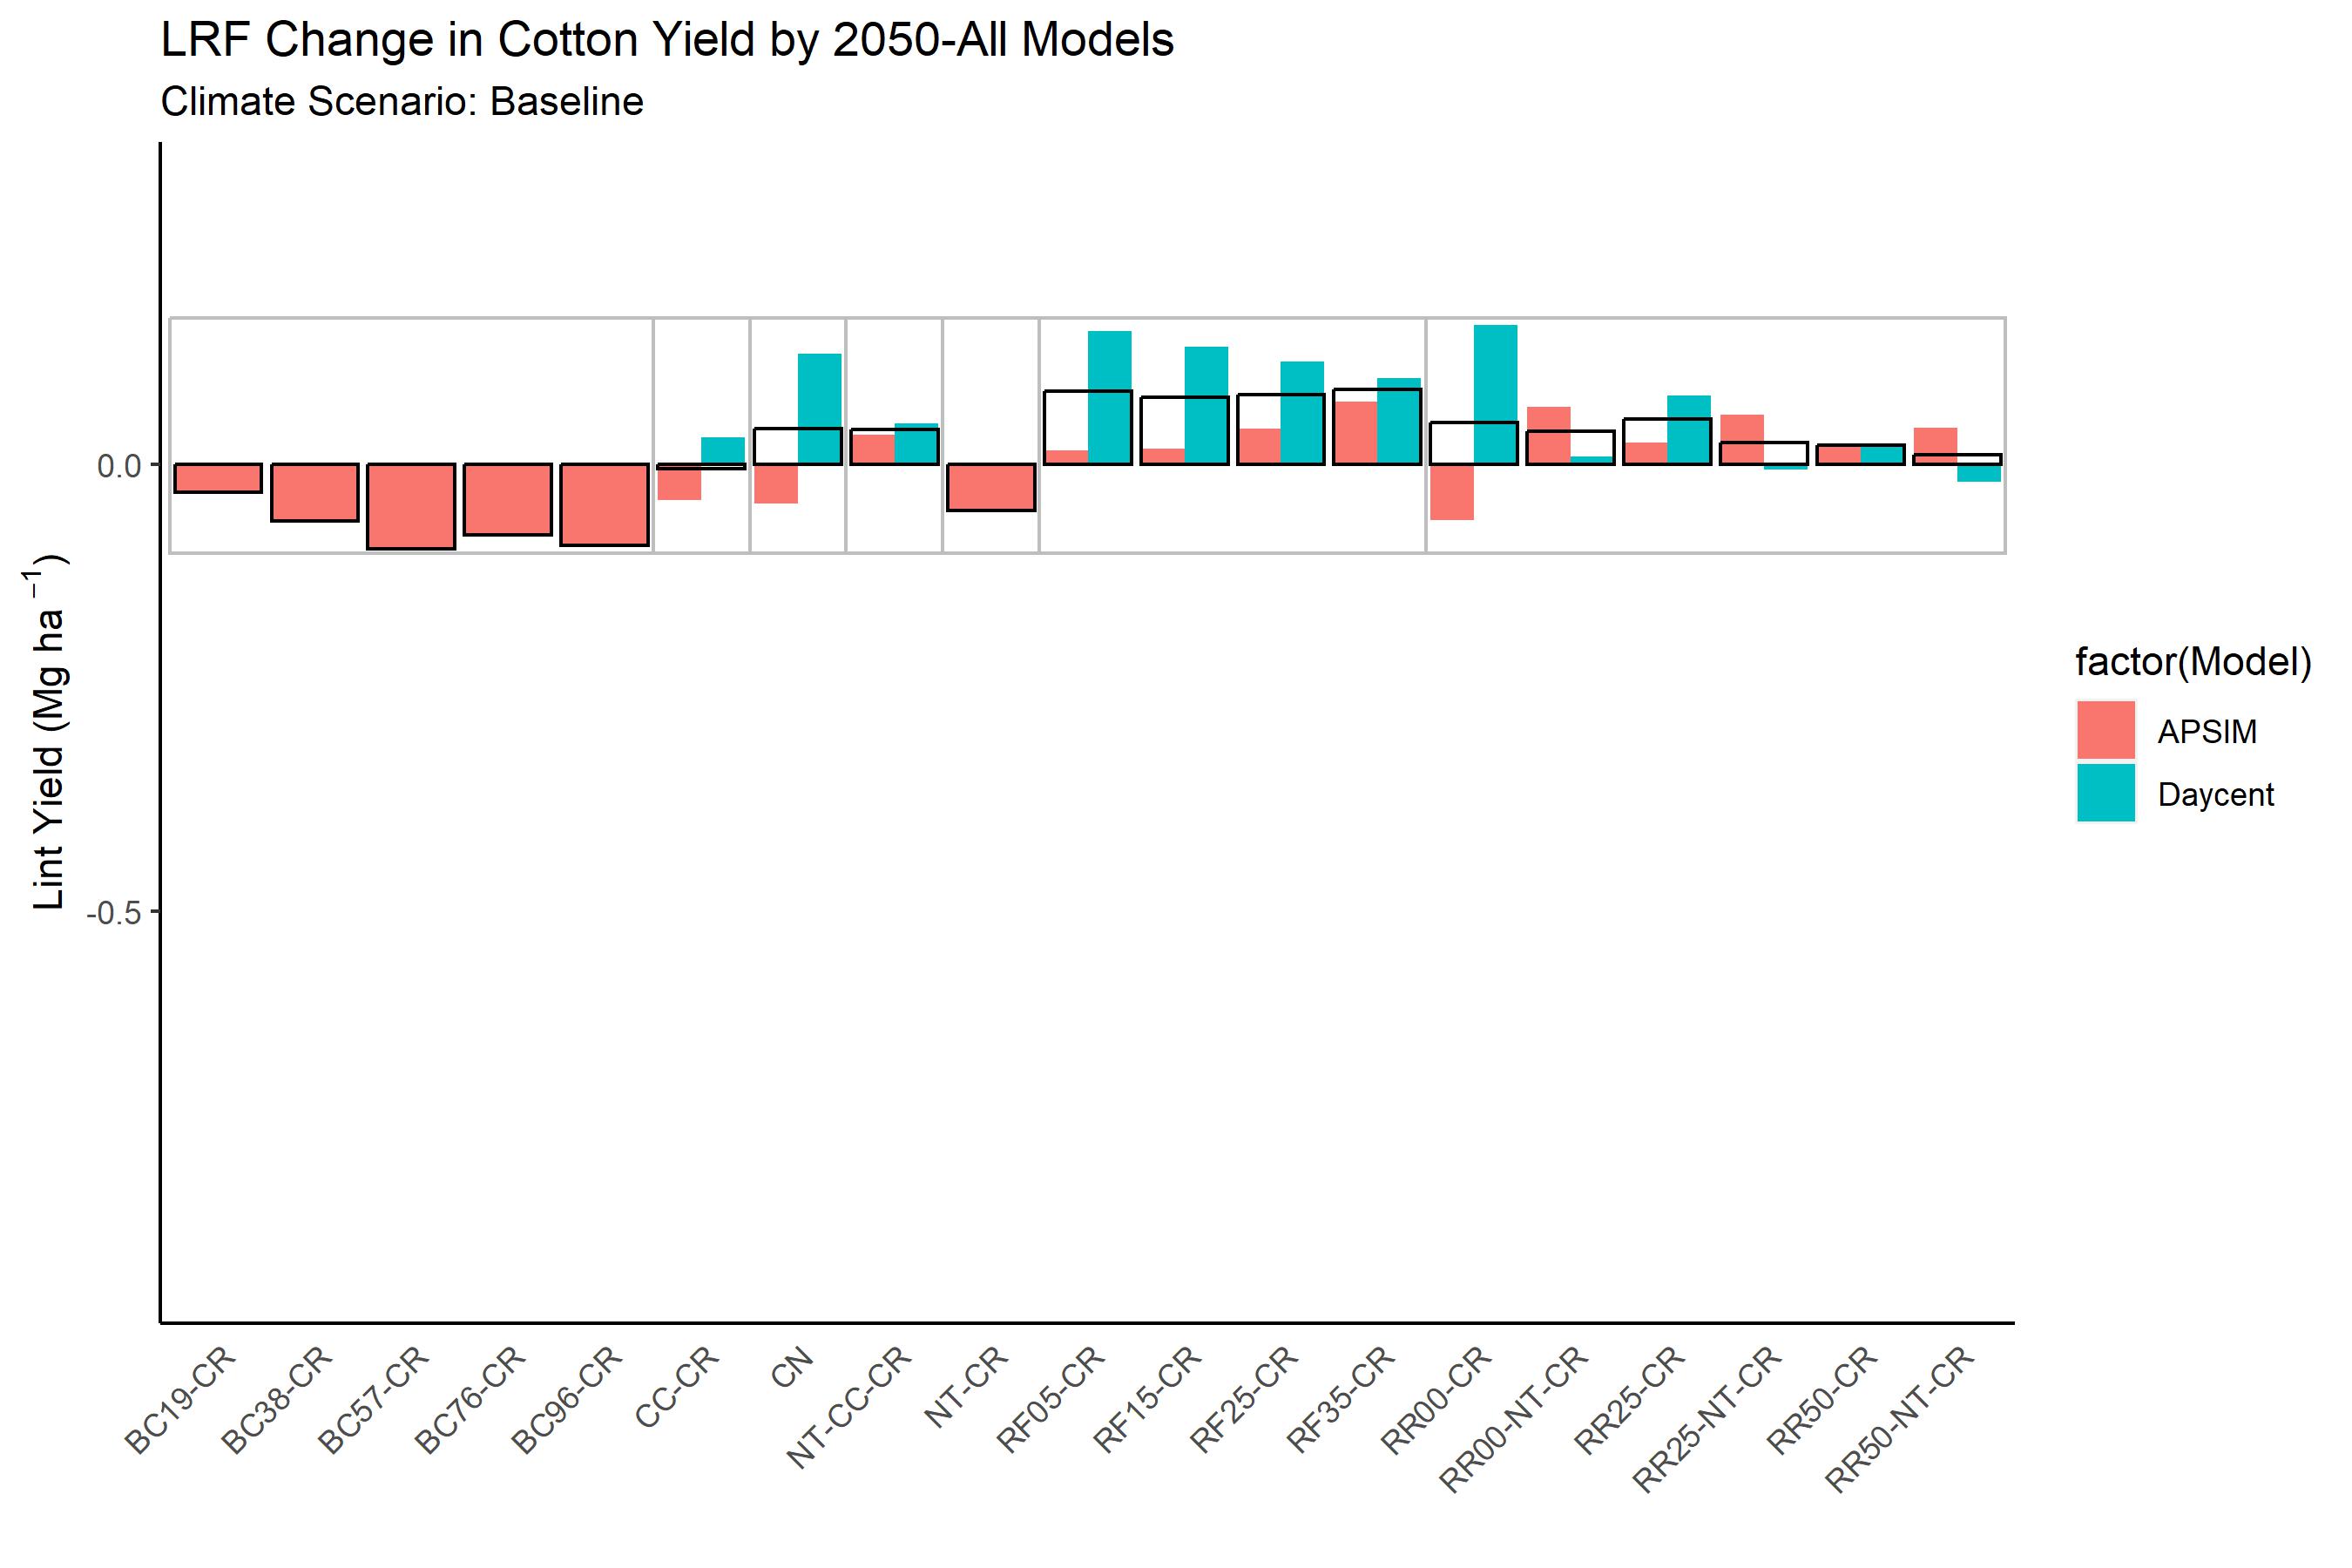 LRF Change in Cotton Yield by 2050-All Models
Climate Scenario: Baseline
Lint Yield (Mg ha ⁻¹)
0.0
-0.5
BC19-CR
BC38-CR
BC57-CR
BC76-CR
BC96-CR
CC-CR
CN
NT-CC-CR
NT-CR
RF05-CR
RF15-CR
RF25-CR
RF35-CR
RR00-CR
RR00-NT-CR
RR25-CR
RR25-NT-CR
RR50-CR
RR50-NT-CR
factor(Model)
APSIM
Daycent